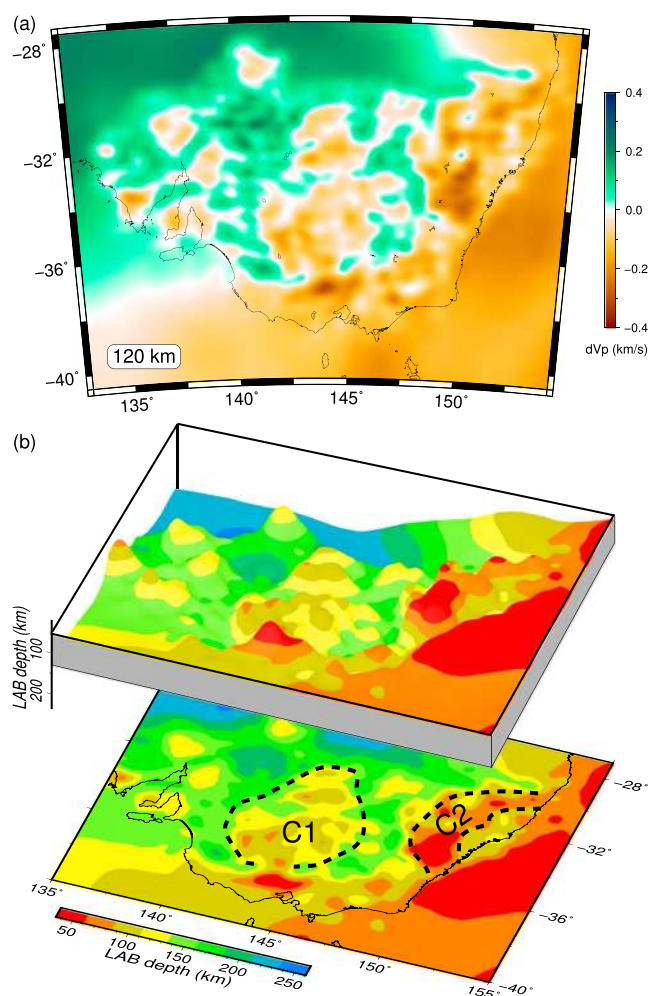 (a)
−28˚
−32˚
−36˚
−40˚
135˚ 140˚ 145˚ 150˚
120 km
0.4
0.2
0.0
−0.2
−0.4
dVp (km/s)
(b)
LAB depth (km)
100
200
C1
C2
−28˚
−32˚
−36˚
−40˚
135˚
140˚
145˚
150˚
155˚
50 100 150 200 250
LAB depth (km)